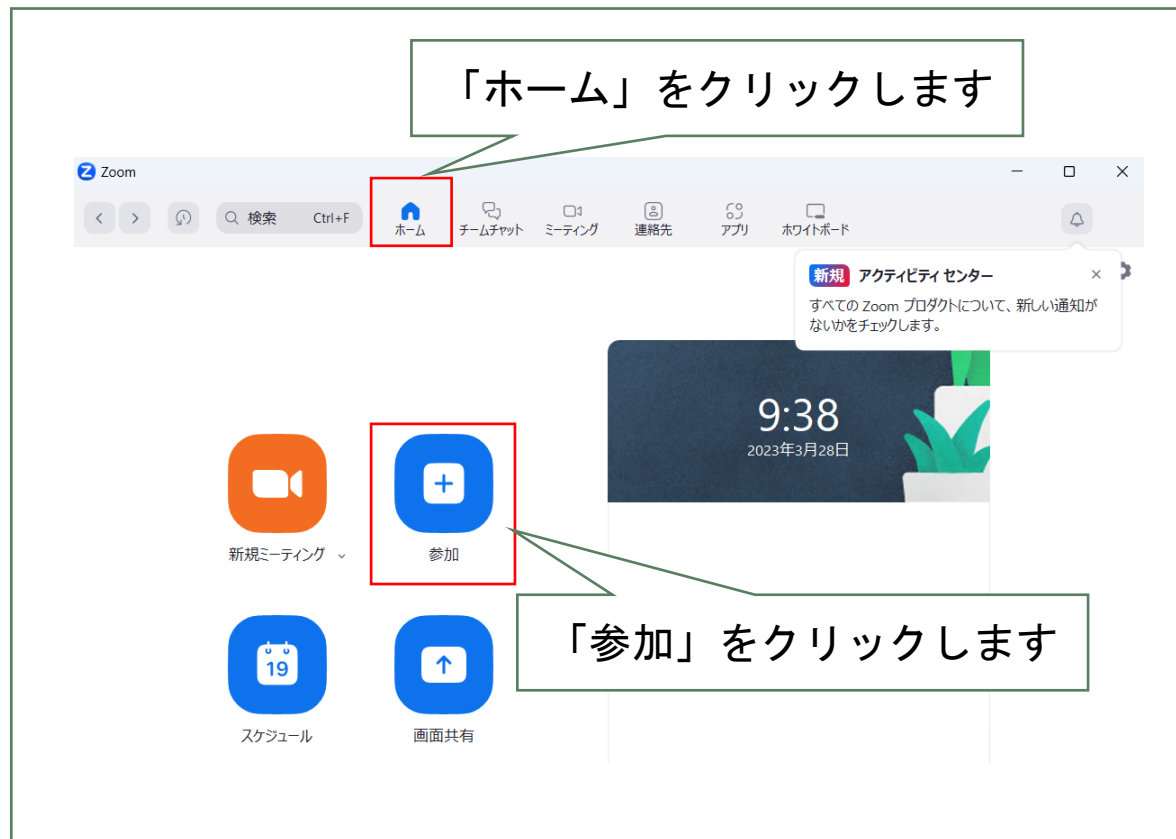 「ホーム」をクリックします
Zoom
検索 Ctrl+F
ホーム
チームチャット
ミーティング
連絡先
アプリ
ホワイトボード
新規 アクティビティ センター
すべての Zoom プロダクトについて、新しい通知が
ないかをチェックします。
9:38
2023年3月28日
新規ミーティング
参加
「参加」をクリックします
19
スケジュール
画面共有